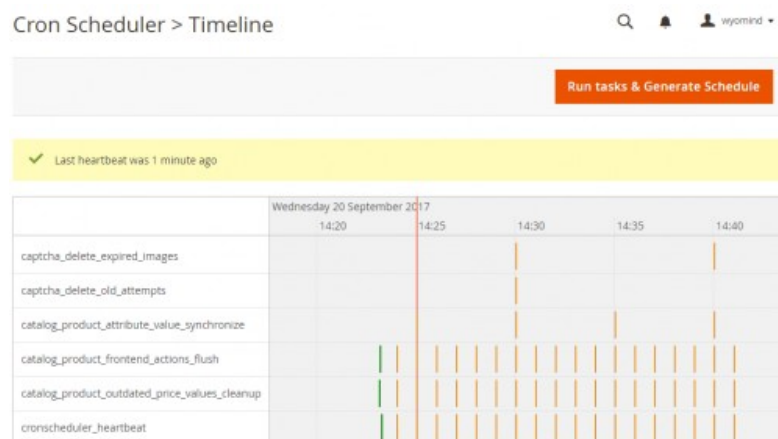 Cron Scheduler > Timeline
wyomind
Run tasks & Generate Schedule
Last heartbeat was 1 minute ago
Wednesday 20 September 2017
14:20 14:25 14:30 14:35 14:40
captcha_delete_expired_images
captcha_delete_old_attempts
catalog_product_attribute_value_synchronize
catalog_product_frontend_actions_flush
catalog_product_outdated_price_values_cleanup
cronscheduler_heartbeat